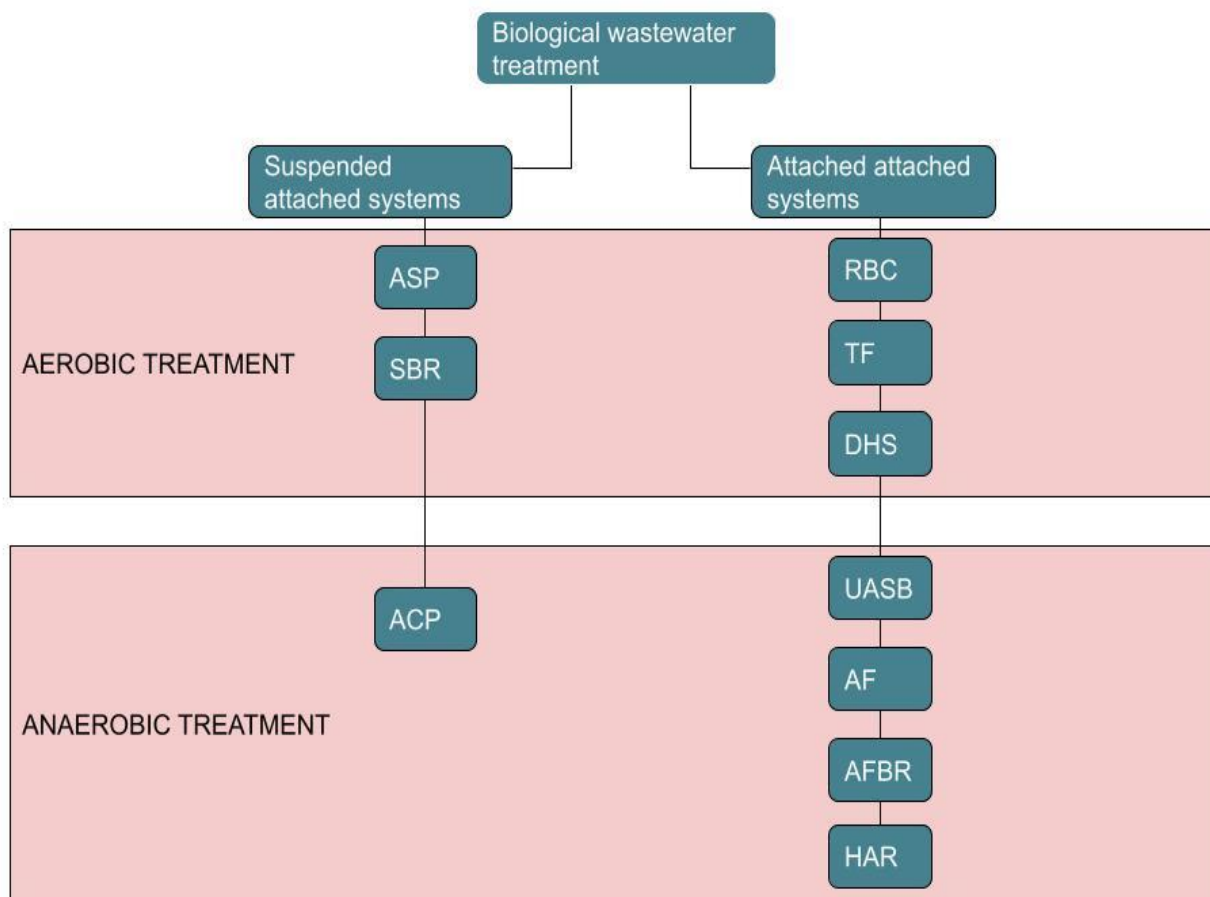 Biological wastewater
treatment
Suspended
attached systems
Attached attached
systems
AEROBIC TREATMENT
ASP
SBR
RBC
TF
DHS
ANAEROBIC TREATMENT
ACP
UASB
AF
AFBR
HAR